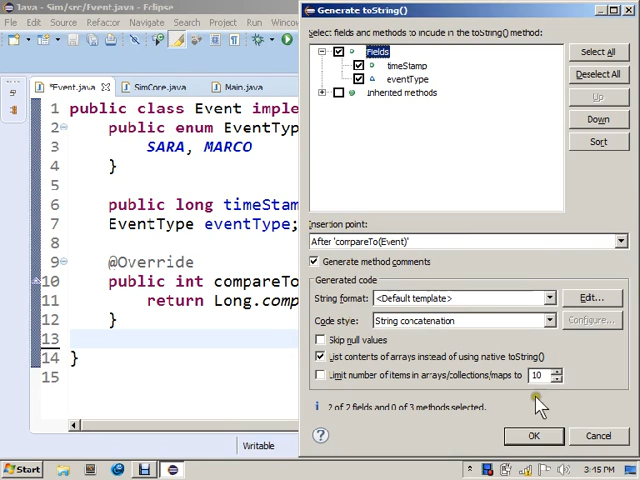 Java - Sim/src/Event.java - Eclipse
File Edit Source Refactor Navigate Search Project Run Window
*Event.java SimCore.java Main.java
1 public class Event imple
2 public enum EventTyp
3 SARA, MARCO
4 }
5
6 public long timeStam
7 EventType eventType;
8
9 @Override
10 public int compareTo
11 return Long.comp
12 }
13
14 }
15
Writable
Generate toString()
Select fields and methods to include in the toString() method:
Fields
timeStamp
eventType
Inherited methods
Select All
Deselect All
Up
Down
Sort
Insertion point:
After 'compareTo(Event)'
Generate method comments
Generated code
String format: <Default template> Edit...
Code style: String concatenation Configure...
Skip null values
List contents of arrays instead of using native toString()
Limit number of items in arrays/collections/maps to 10
i 2 of 2 fields and 0 of 3 methods selected.
? OK Cancel
Start 3:45 PM